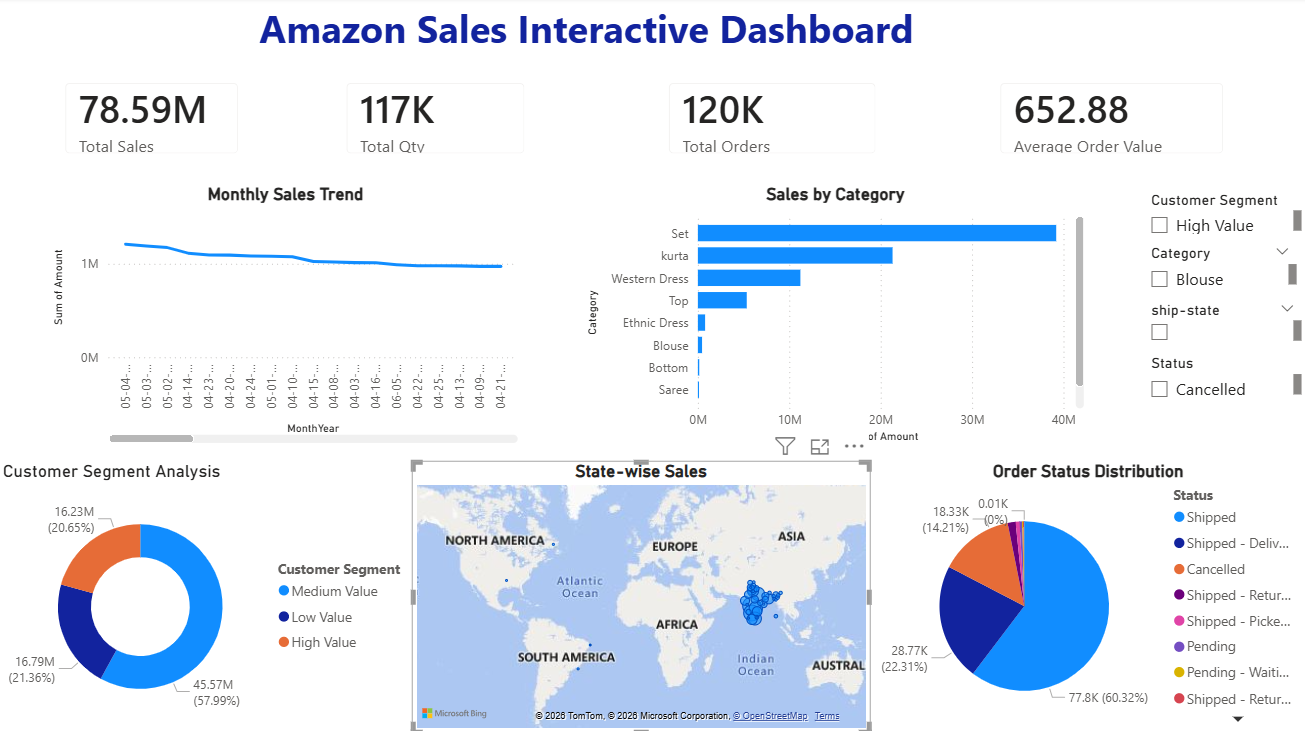 Amazon Sales Interactive Dashboard
78.59M
Total Sales
117K
Total Qty
120K
Total Orders
652.88
Average Order Value
Monthly Sales Trend
Sum of Amount
1M
0M
05-04-...
05-03-...
05-02-...
04-14-...
04-23-...
04-20-...
04-24-...
05-01-...
04-10-...
04-15-...
04-08-...
04-03-...
04-16-...
06-05-...
04-22-...
04-25-...
04-13-...
04-09-...
04-21-...
MonthYear
Sales by Category
Category
Set
kurta
Western Dress
Top
Ethnic Dress
Blouse
Bottom
Saree
0M
10M
20M
30M
40M
of Amount
Customer Segment
High Value
Category
Blouse
ship-state
Status
Cancelled
Customer Segment Analysis
16.23M
(20.65%)
16.79M
(21.36%)
45.57M
(57.99%)
Customer Segment
Medium Value
Low Value
High Value
State-wise Sales
NORTH AMERICA
EUROPE
ASIA
Atlantic
Ocean
AFRICA
SOUTH AMERICA
Indian
Ocean
AUSTRAL
Microsoft Bing
© 2026 TomTom, © 2026 Microsoft Corporation, © OpenStreetMap Terms
Order Status Distribution
0.01K
(0%)
18.33K
(14.21%)
28.77K
(22.31%)
77.8K (60.32%)
Status
Shipped
Shipped - Deliv...
Cancelled
Shipped - Retur...
Shipped - Picke...
Pending
Pending - Waiti...
Shipped - Retur...